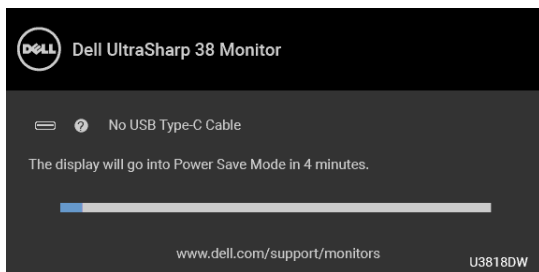 DELL
Dell UltraSharp 38 Monitor
? No USB Type-C Cable
The display will go into Power Save Mode in 4 minutes.
www.dell.com/support/monitors
U3818DW